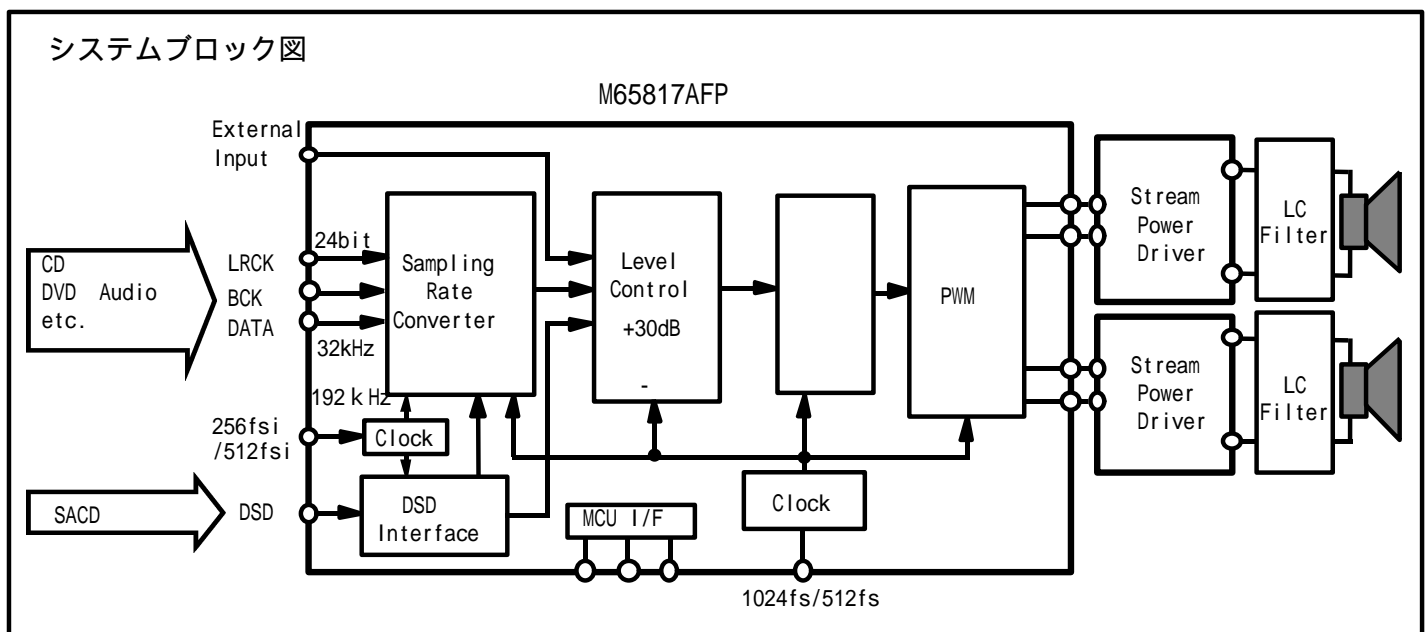 システムブロック図
M65817AFP
External
Input
CD
DVD Audio
etc.
LRCK
BCK
DATA
24bit
32kHz
192kHz
Sampling
Rate
Converter
Level
Control
+30dB
-
PWM
Stream
Power
Driver
LC
Filter
Stream
Power
Driver
LC
Filter
256fsi
/512fsi
Clock
SACD
DSD
DSD
Interface
MCU I/F
Clock
1024fs/512fs